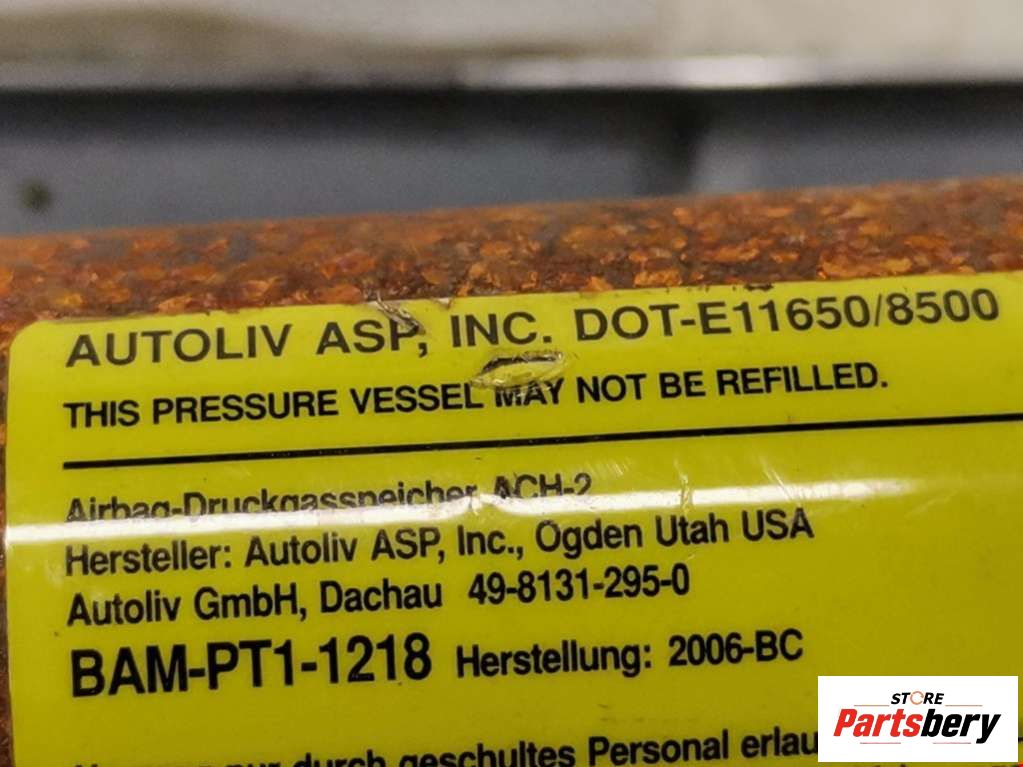 AUTOLIV ASP, INC. DOT-E11650/8500
THIS PRESSURE VESSEL MAY NOT BE REFILLED.
Airbag-Druckgasspeicher ACH-2
Hersteller: Autoliv ASP, Inc., Ogden Utah USA
Autoliv GmbH, Dachau 49-8131-295-0
BAM-PT1-1218 Herstellung: 2006-BC
nur durch geschultes Personal erlau
STORE
Partsbery